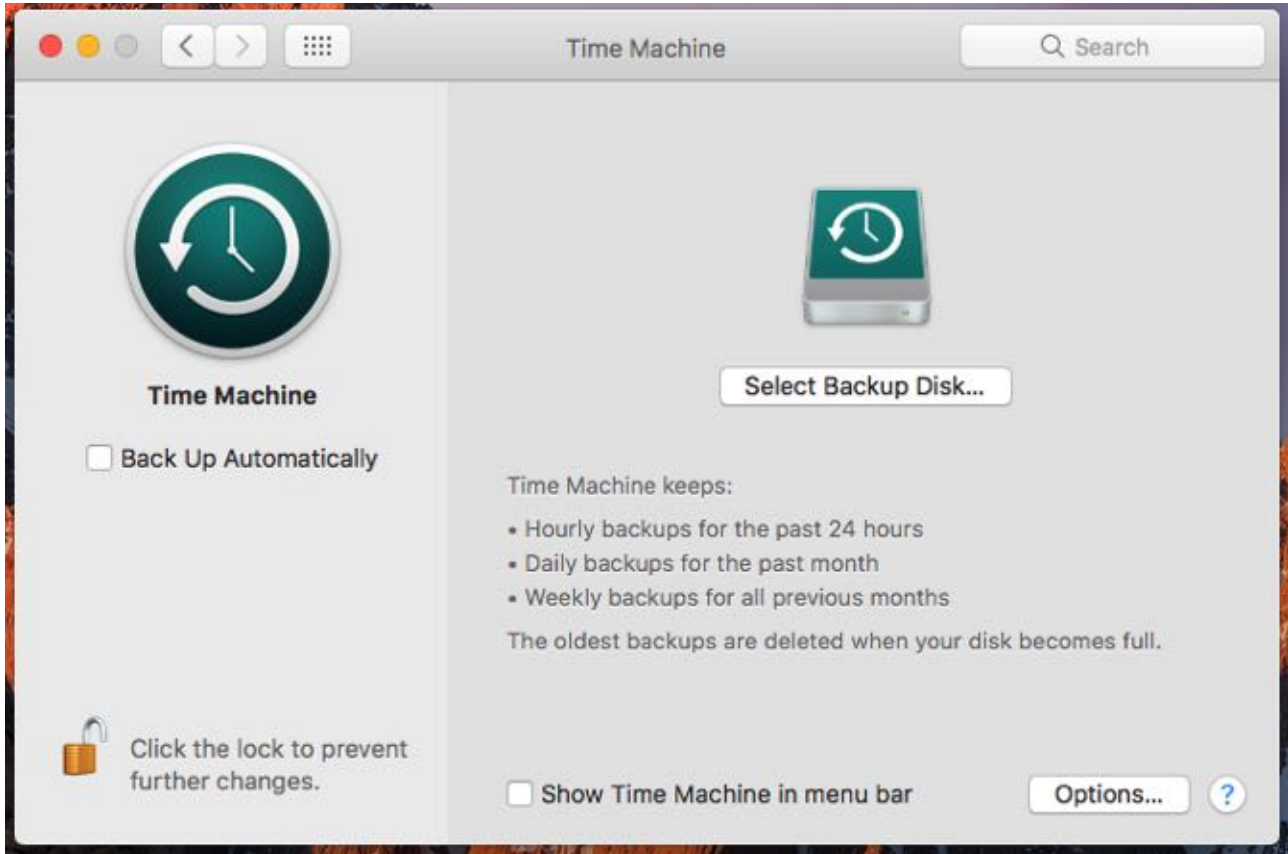 Time Machine
Search
Time Machine
Back Up Automatically
Click the lock to prevent
further changes.
Select Backup Disk...
Time Machine keeps:
• Hourly backups for the past 24 hours
• Daily backups for the past month
• Weekly backups for all previous months
The oldest backups are deleted when your disk becomes full.
Show Time Machine in menu bar
Options...
?